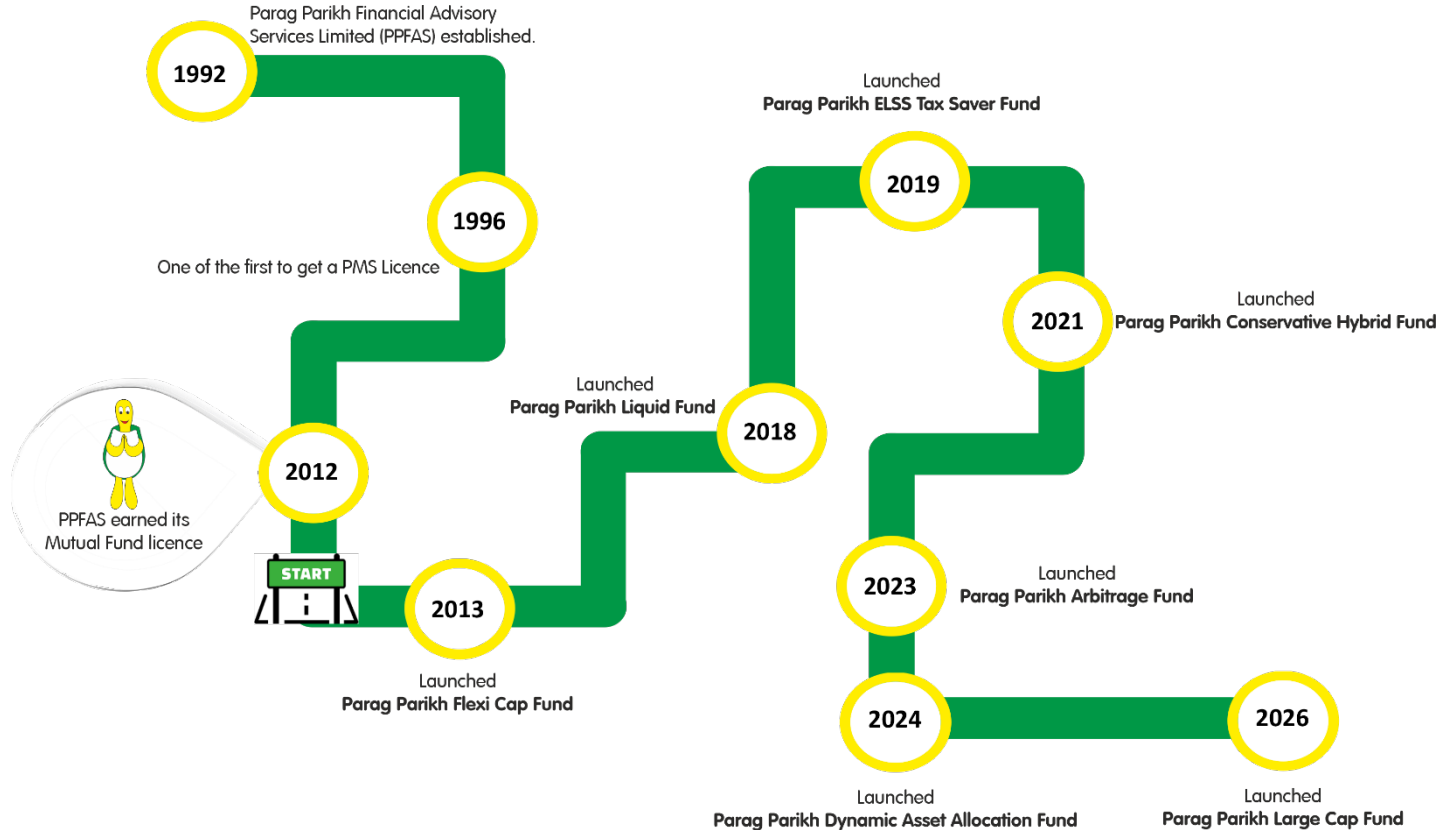 Parag Parikh Financial Advisory
Services Limited (PPFAS) established.
1992
1996
One of the first to get a PMS Licence
2012
PPFAS earned its
Mutual Fund licence
START
2013
Launched
Parag Parikh Flexi Cap Fund
Launched
Parag Parikh Liquid Fund
2018
Launched
Parag Parikh ELSS Tax Saver Fund
2019
2021
Launched
Parag Parikh Conservative Hybrid Fund
2023
Launched
Parag Parikh Arbitrage Fund
2024
Launched
Parag Parikh Dynamic Asset Allocation Fund
2026
Launched
Parag Parikh Large Cap Fund